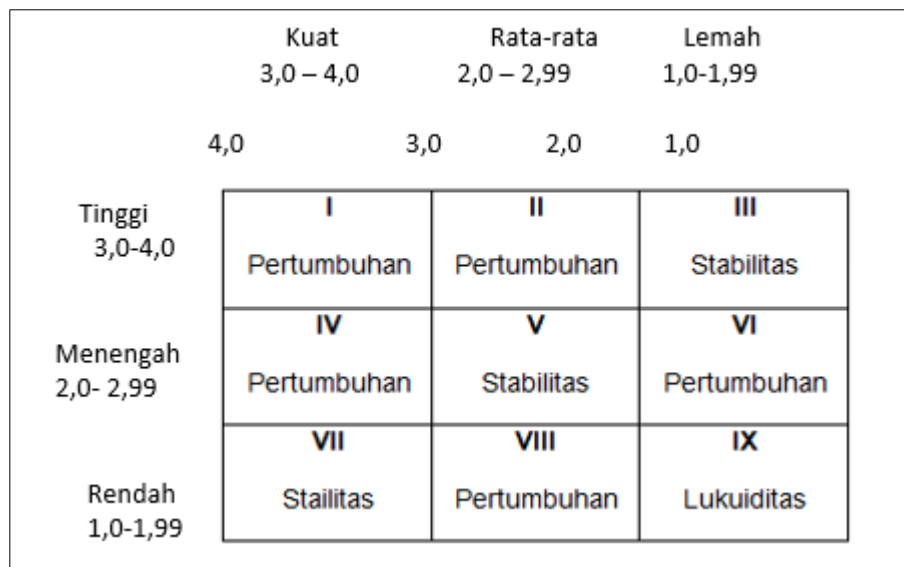 Kuat Rata-rata Lemah
3,0 – 4,0 2,0 – 2,99 1,0-1,99
4,0 3,0 2,0 1,0
Tinggi
3,0-4,0
I II III
Pertumbuhan Pertumbuhan Stabilitas
Menengah
2,0- 2,99
IV V VI
Pertumbuhan Stabilitas Pertumbuhan
Rendah
1,0-1,99
VII VIII IX
Stailitas Pertumbuhan Lukuiditas